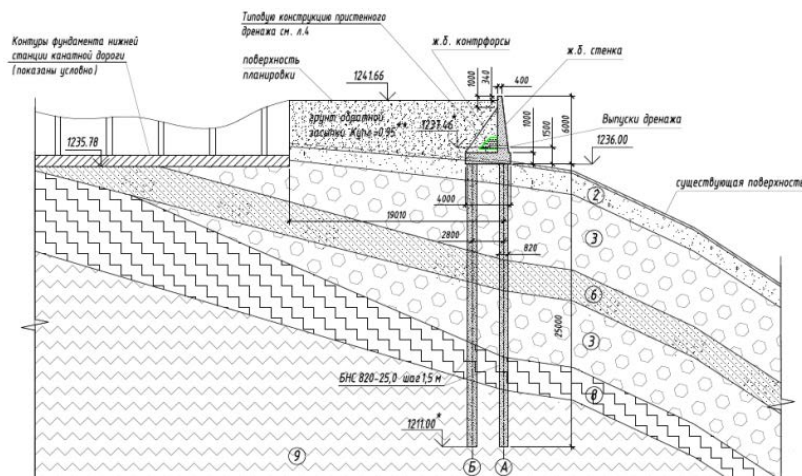 Типовую конструкцию пристенного
дренажа см. л.4
ж.б. контрфорсы
Контуры фундамента нижней
станции канатной дороги
(показаны условно)
ж.б. стенка
поверхность
планировки
1241.66
1000
340
400
грунт обратной
засыпки Купл=0.95**
1237.46*
1000
1500
6000
Выпуски дренажа
1235.78
1236.00
существующая поверхность
2
4000
3
19010
2800
820
6
25000
3
БНС 820-25,0 шаг 1,5 м
8
1211.00*
9
Б
А